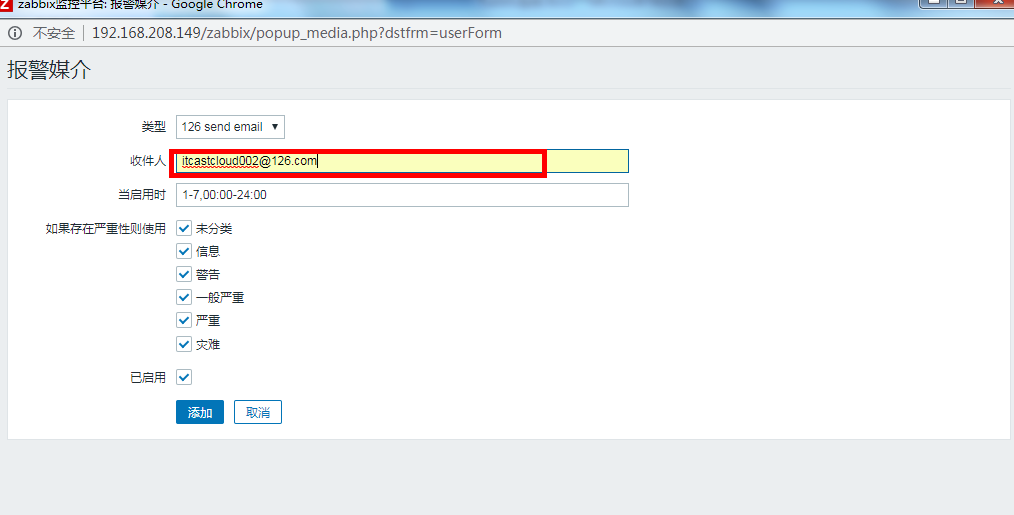 Z zabbix监控平台: 报警媒介 - Google Chrome
不安全 192.168.208.149/zabbix/popup_media.php?dstfrm=userForm
报警媒介
类型 126 send email
收件人 itcastcloud002@126.com
当启用时 1-7,00:00-24:00
如果存在严重性则使用 未分类
信息
警告
一般严重
严重
灾难
已启用
添加 取消